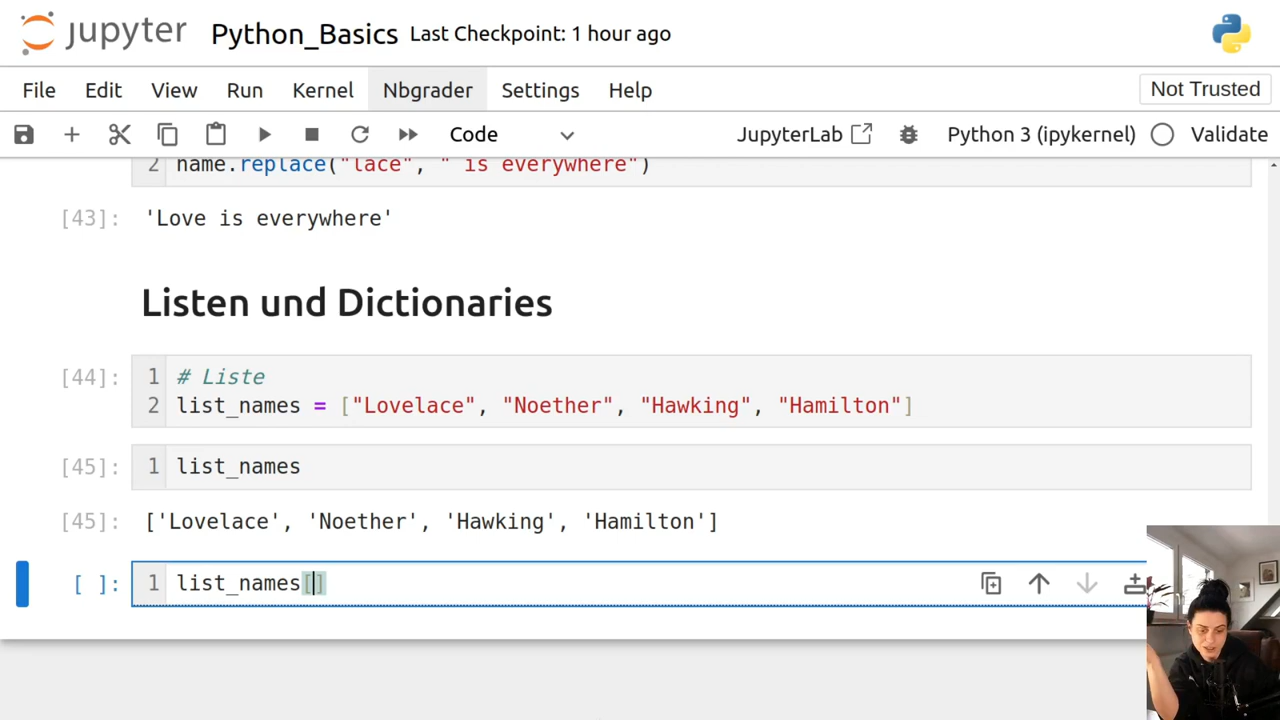 jupyter Python_Basics Last Checkpoint: 1 hour ago
File Edit View Run Kernel Nbgrader Settings Help Not Trusted
Code JupyterLab Python 3 (ipykernel) Validate
2 name.replace("lace", " is everywhere")
[43]: 'Love is everywhere'
Listen und Dictionaries
[44]: 1 # Liste
2 list_names = ["Lovelace", "Noether", "Hawking", "Hamilton"]
[45]: 1 list_names
[45]: ['Lovelace', 'Noether', 'Hawking', 'Hamilton']
[ ]: 1 list_names[]